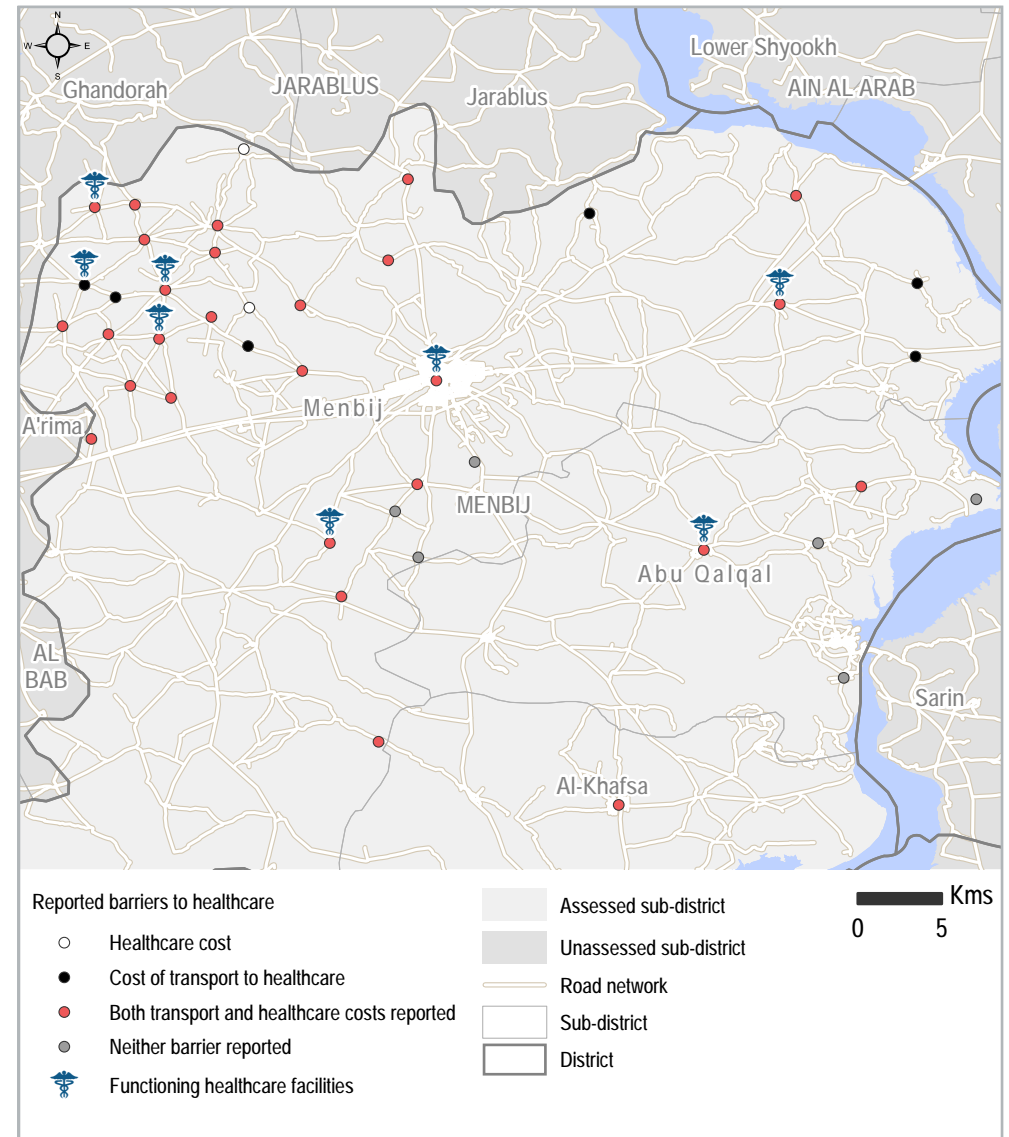 N
W
E
S
Ghandorah
JARABLUS
Jarablus
Lower Shyookh
AIN AL ARAB
A'rima
Menbij
MENBIJ
Abu Qalqal
AL
BAB
Sarin
Al-Khafsa
Reported barriers to healthcare
Healthcare cost
Cost of transport to healthcare
Both transport and healthcare costs reported
Neither barrier reported
Functioning healthcare facilities
Assessed sub-district
Unassessed sub-district
Road network
Sub-district
District
Kms
0 5